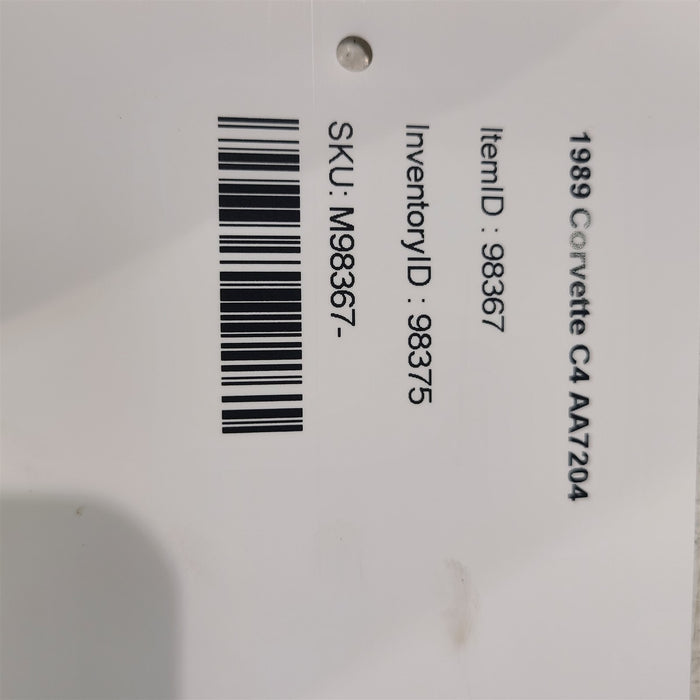 1989 Corvette C4 AA7204
ItemID : 98367
InventoryID : 98375
SKU: M98367-